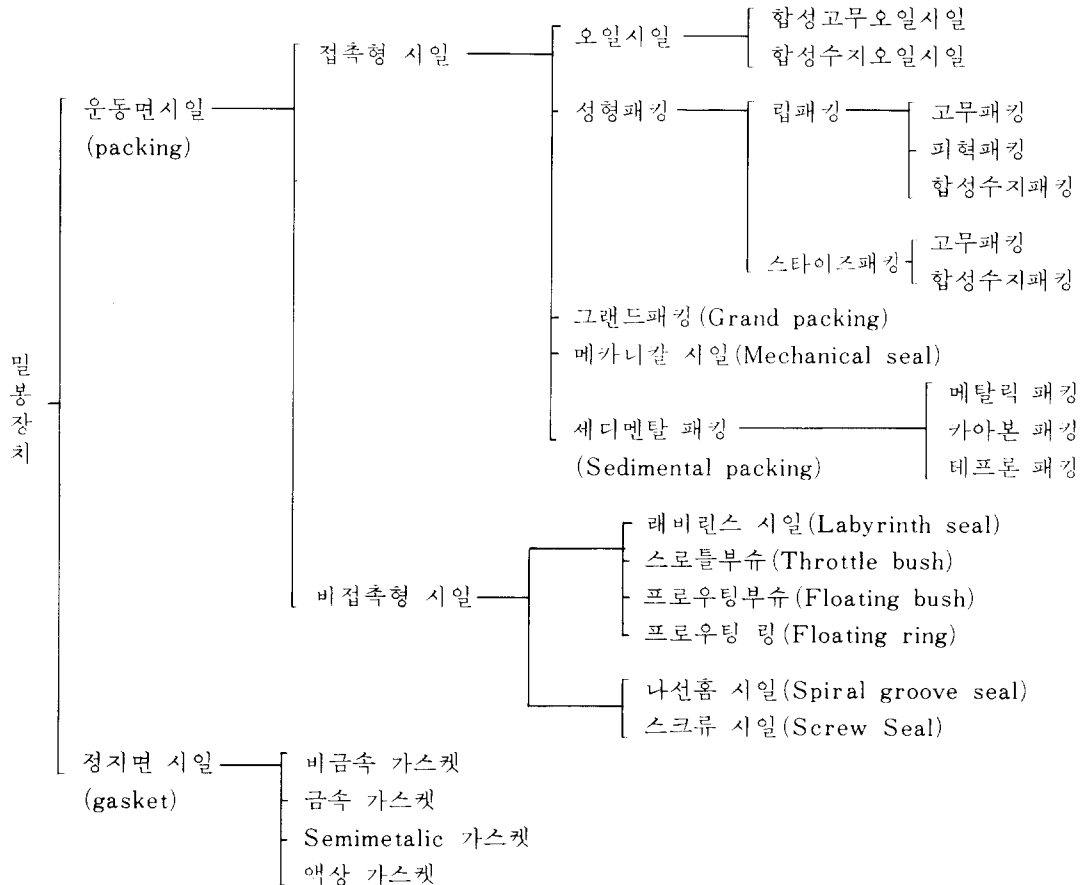 밀봉장치
운동면시일
(packing)
접촉형 시일
오일시일
합성고무오일시일
합성수지오일시일
성형패킹
립패킹
고무패킹
피혁패킹
합성수지패킹
스타이즈패킹
고무패킹
합성수지패킹
그랜드패킹(Grand packing)
메카니칼 시일(Mechanical seal)
세디멘탈 패킹
(Sedimental packing)
메탈릭 패킹
카아본 패킹
테프론 패킹
비접촉형 시일
래비린스 시일(Labyrinth seal)
스로틀부슈(Throttle bush)
프로우팅부슈(Floating bush)
프로우팅 링(Floating ring)
나선홈 시일(Spiral groove seal)
스크류 시일(Screw Seal)
정지면 시일
(gasket)
비금속 가스켓
금속 가스켓
Semimetalic 가스켓
액상 가스켓